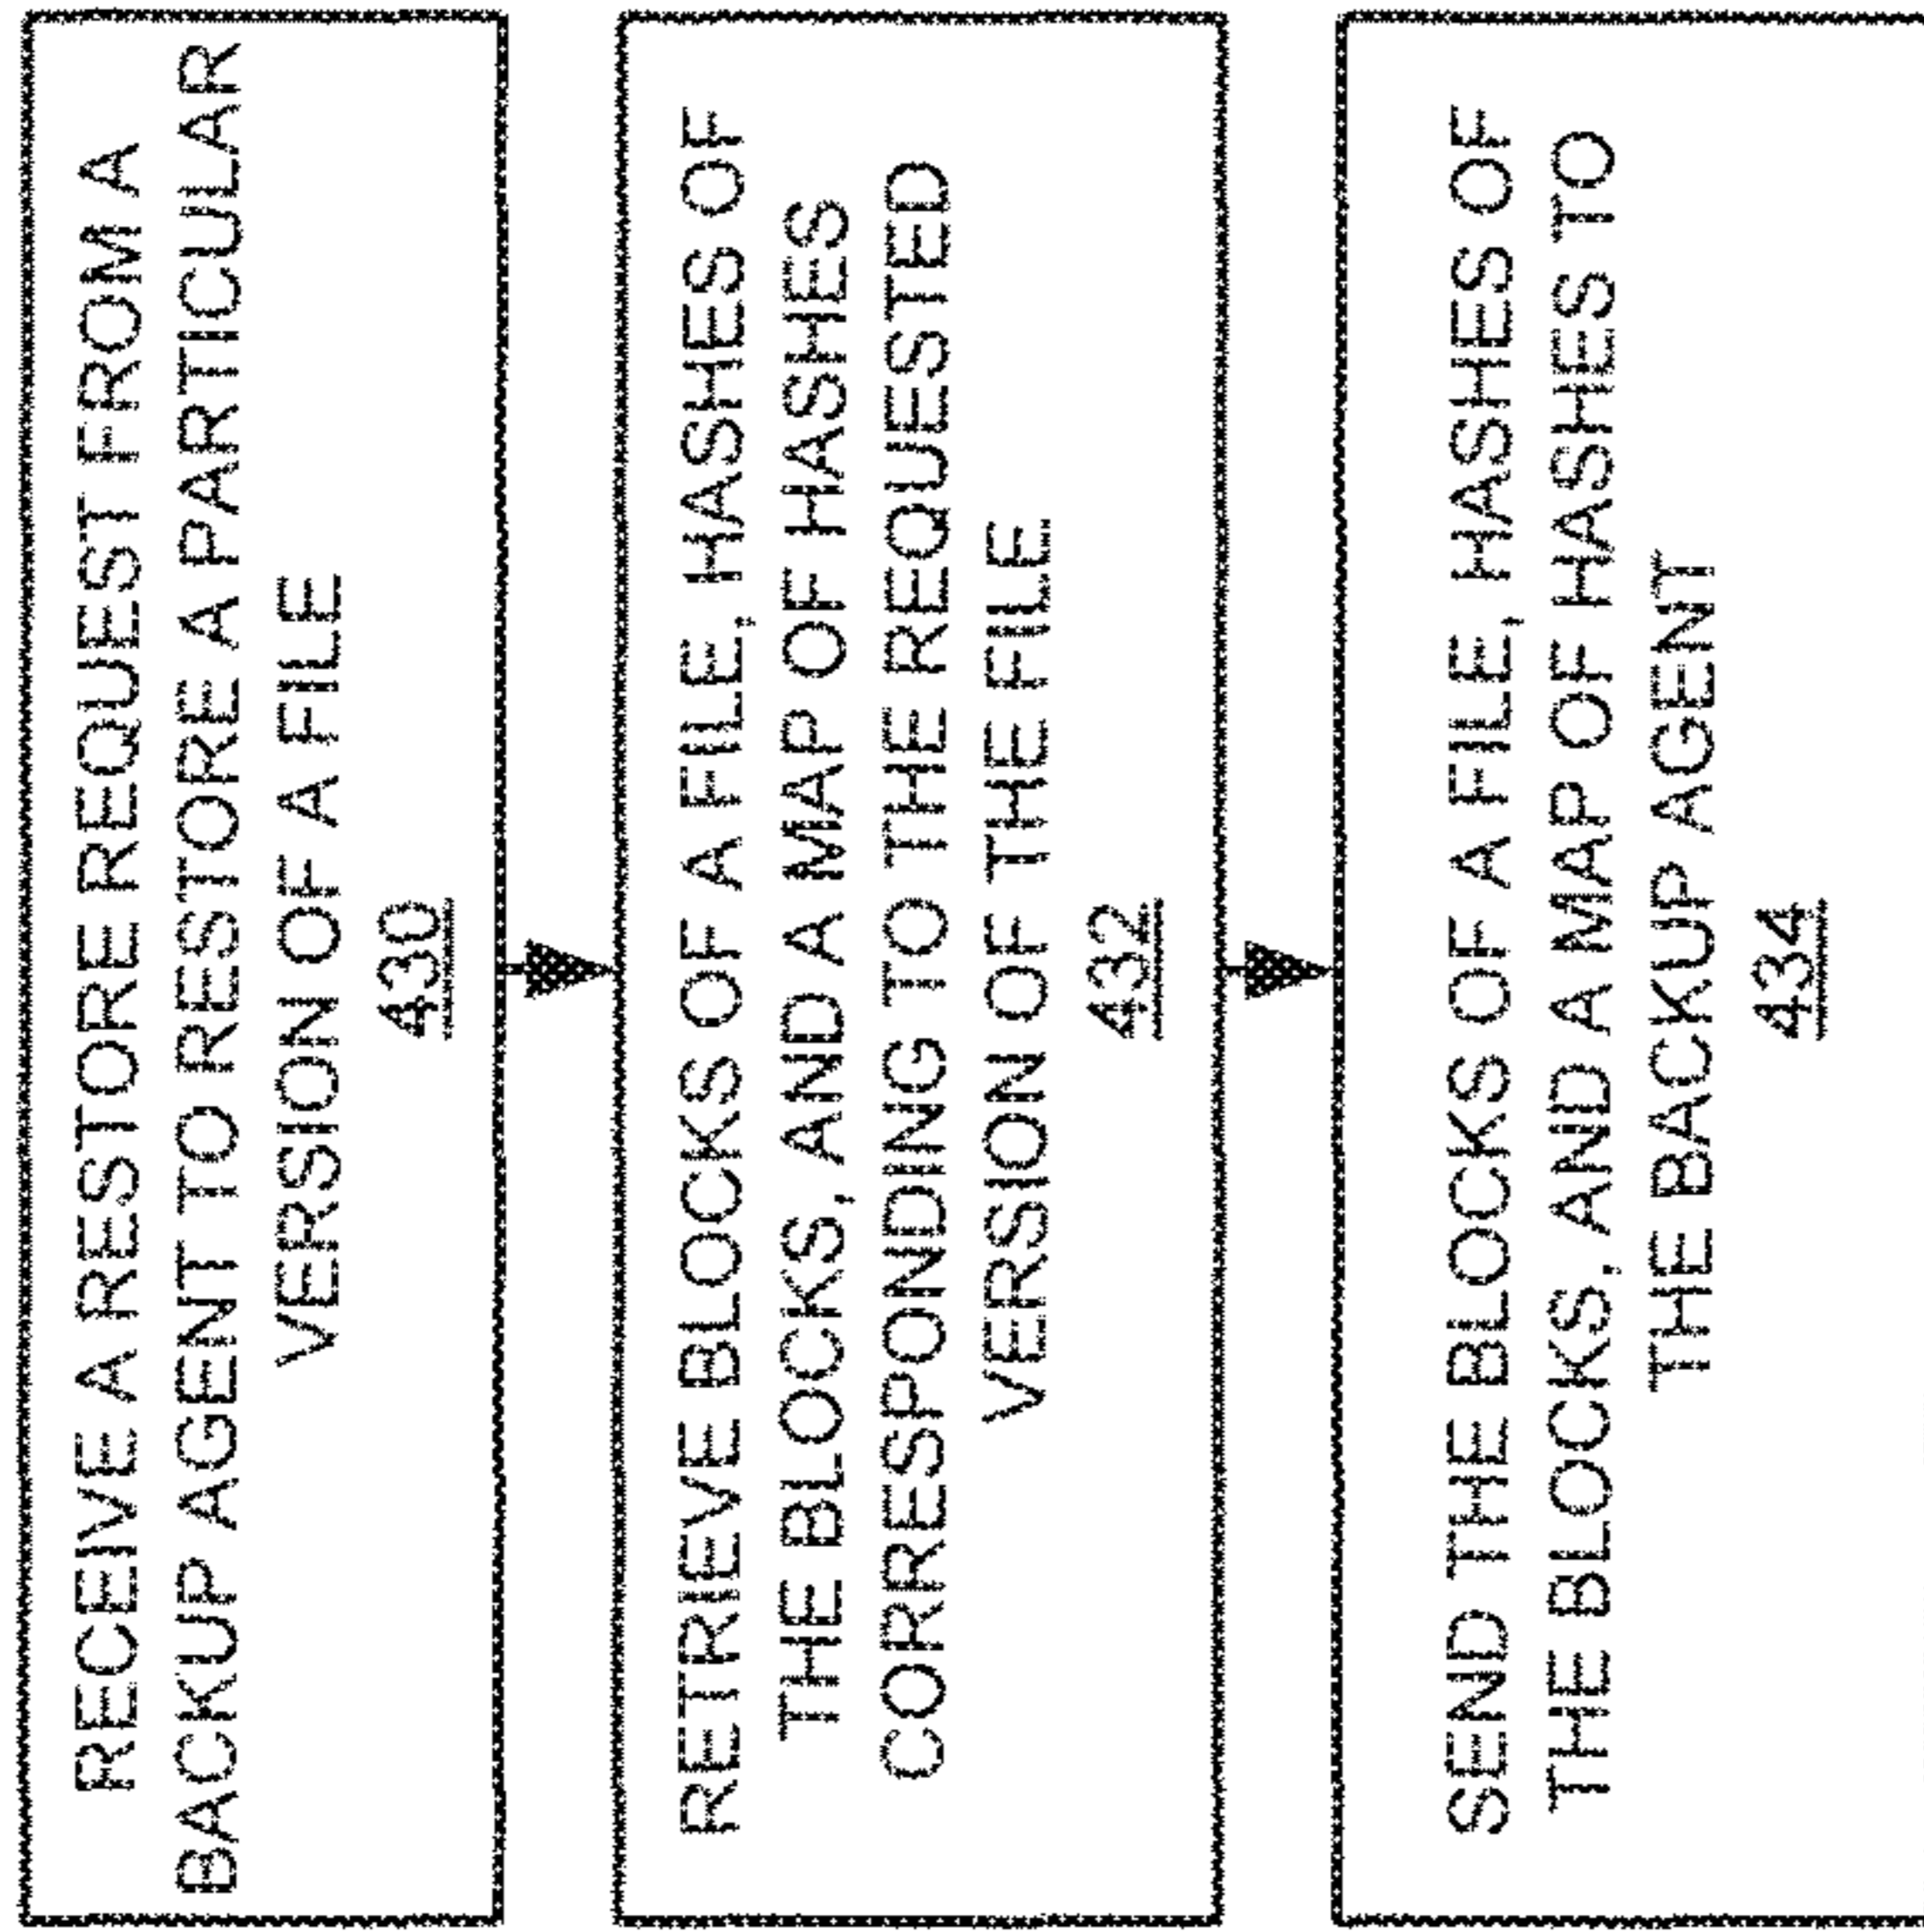 RECEIVE A RESTORE REQUEST FROM A
BACKUP AGENT TO RESTORE A PARTICULAR
VERSION OF A FILE
430
RETRIEVE BLOCKS OF A FILE, HASHES OF
THE BLOCKS, AND A MAP OF HASHES
CORRESPONDING TO THE REQUESTED
VERSION OF THE FILE
432
SEND THE BLOCKS OF A FILE, HASHES OF
THE BLOCKS, AND A MAP OF HASHES TO
THE BACKUP AGENT
434